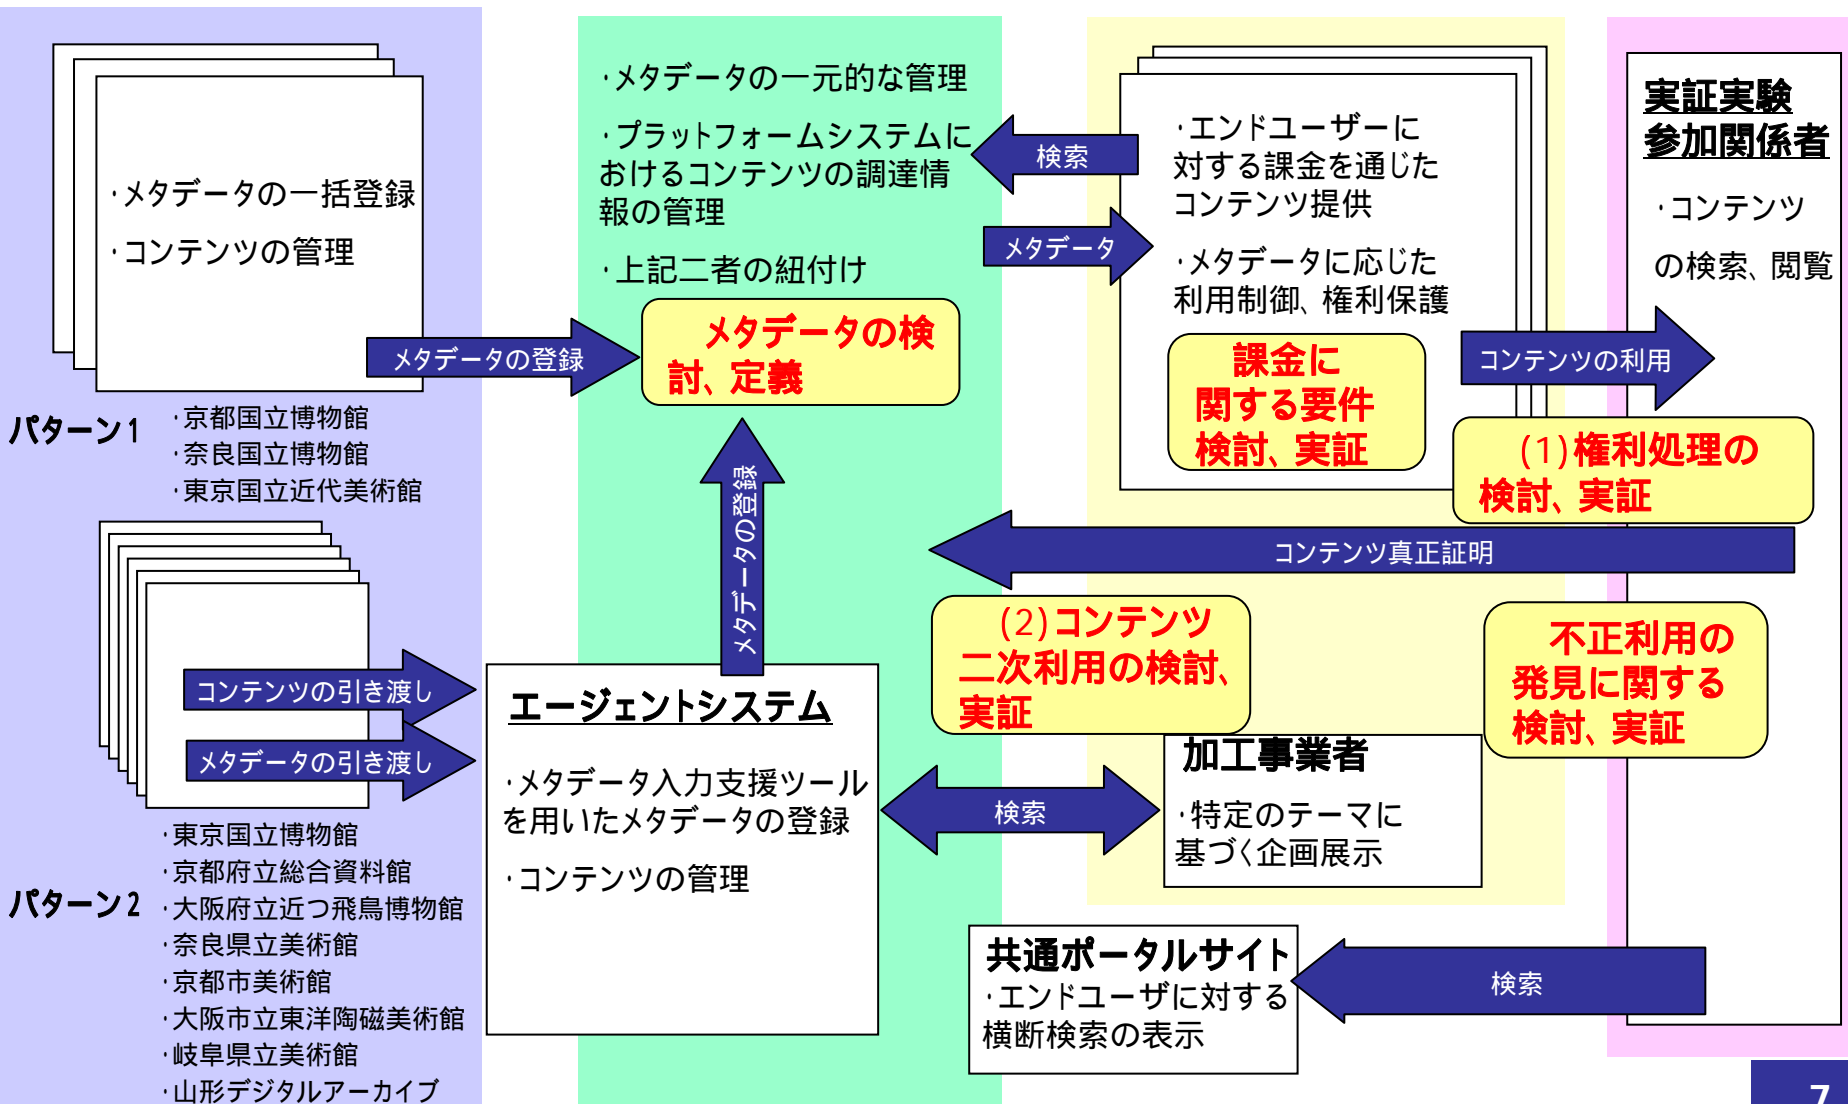 ・メタデータの一括登録
・コンテンツの管理
パターン1
・京都国立博物館
・奈良国立博物館
・東京国立近代美術館
コンテンツの引き渡し
メタデータの引き渡し
パターン2
・東京国立博物館
・京都府立総合資料館
・大阪府立近つ飛鳥博物館
・奈良県立美術館
・京都市美術館
・大阪市立東洋陶磁美術館
・岐阜県立美術館
・山形デジタルアーカイブ
メタデータの登録
・メタデータの一元的な管理
・プラットフォームシステムに
おけるコンテンツの調達情
報の管理
・上記二者の紐付け
メタデータの検
討、定義
メタデータの登録
エージェントシステム
・メタデータ入力支援ツール
を用いたメタデータの登録
・コンテンツの管理
検索
メタデータ
・エンドユーザーに
対する課金を通じた
コンテンツ提供
・メタデータに応じた
利用制御、権利保護
課金に
関する要件
検討、実証
コンテンツの利用
(1)権利処理の
検討、実証
コンテンツ真正証明
(2)コンテンツ
二次利用の検討、
実証
不正利用の
発見に関する
検討、実証
検索
加工事業者
・特定のテーマに
基づく企画展示
共通ポータルサイト
・エンドユーザに対する
横断検索の表示
検索
実証実験
参加関係者
・コンテンツ
の検索、閲覧
7